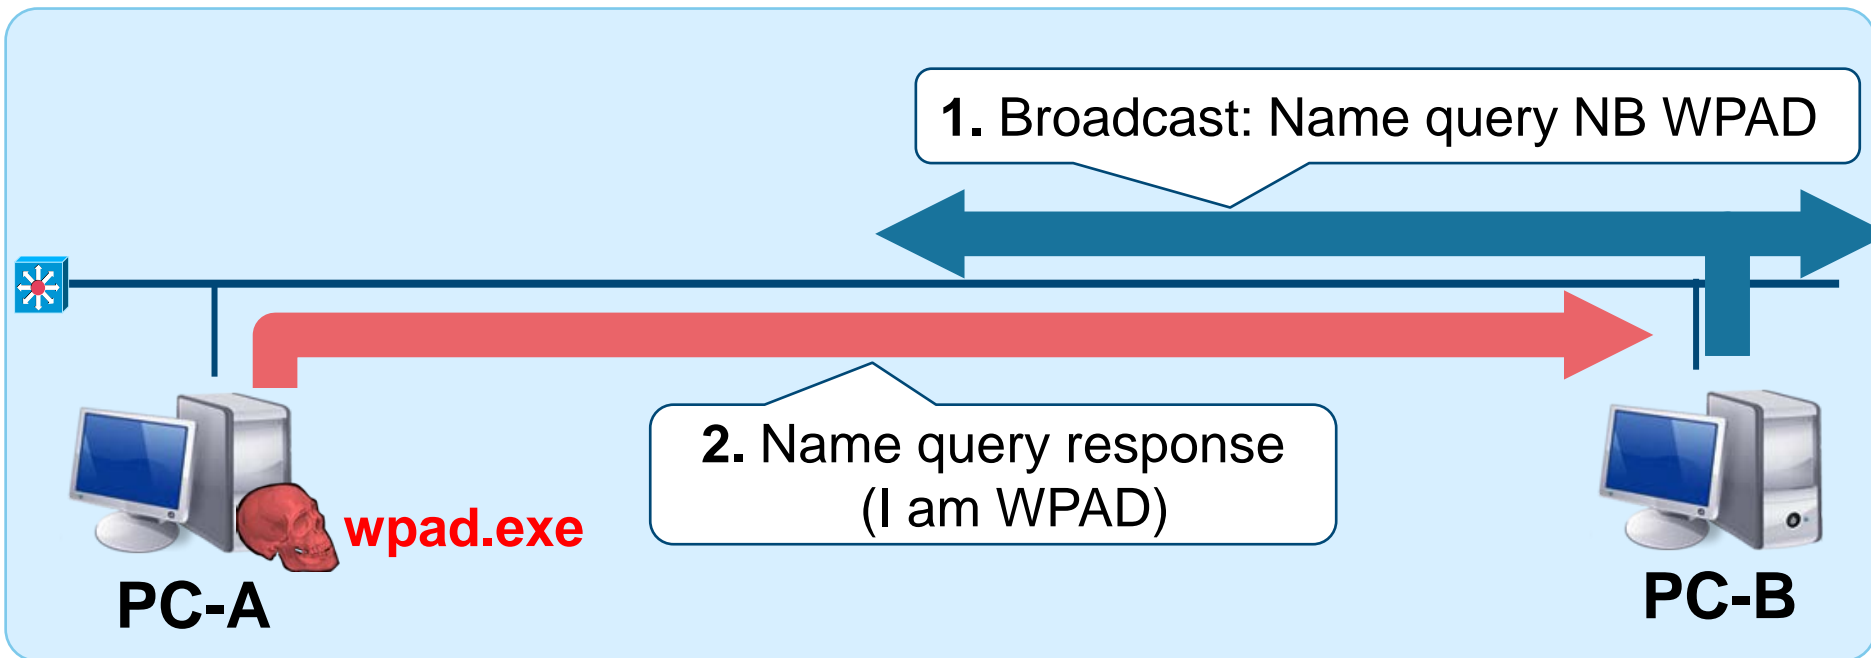 1. Broadcast: Name query NB WPAD
2. Name query response
(I am WPAD)
wpad.exe
PC-A
PC-B